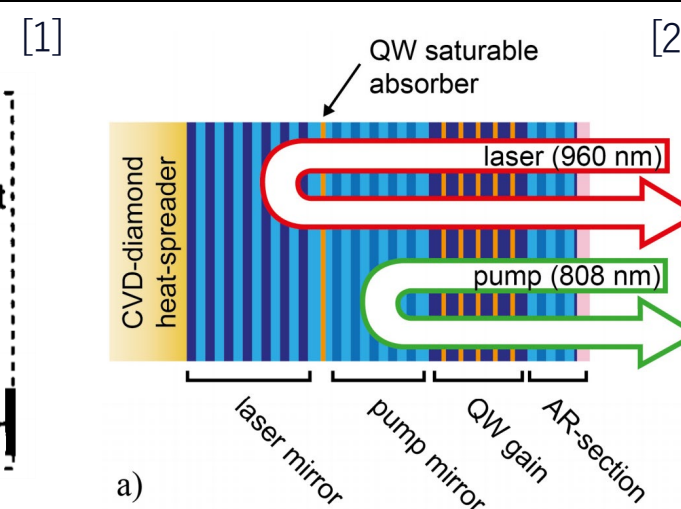 [1]
[2
QW saturable
absorber
CVD-diamond
heat-spreader
laser (960 nm)
pump (808 nm)
laser mirror
pump mirror
QW gain
AR-section
a)